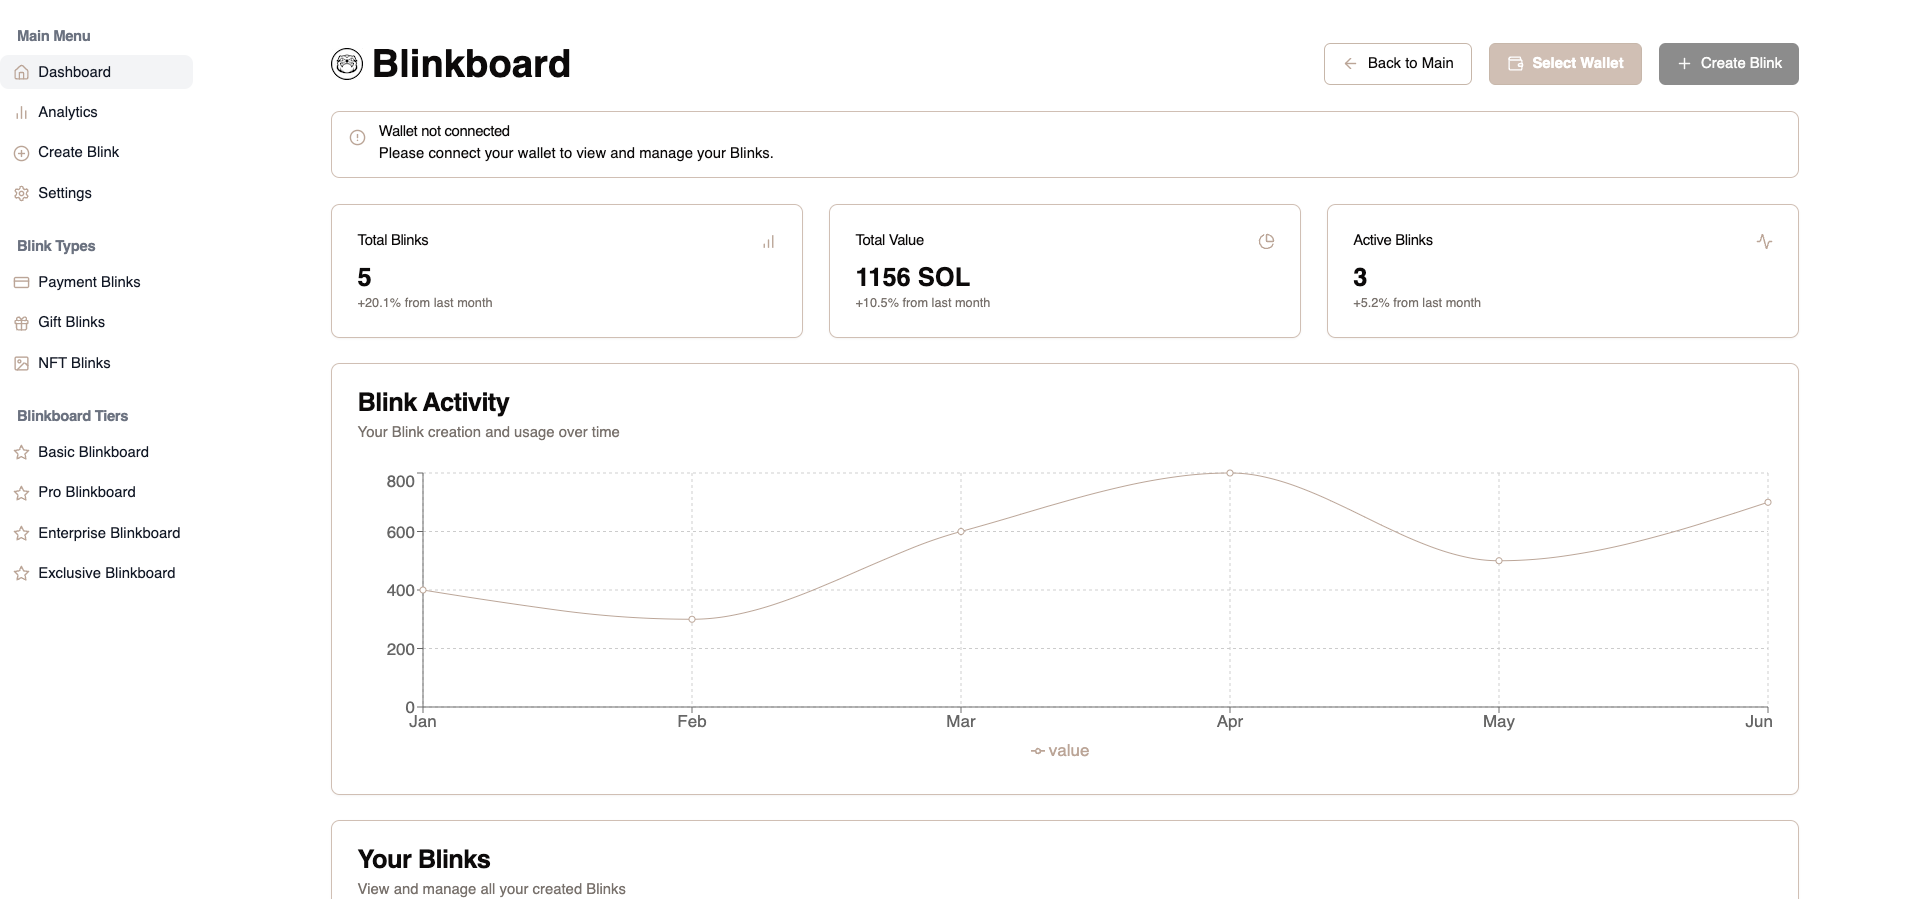 Main Menu
Dashboard
Analytics
Create Blink
Settings
Blink Types
Payment Blinks
Gift Blinks
NFT Blinks
Blinkboard Tiers
Basic Blinkboard
Pro Blinkboard
Enterprise Blinkboard
Exclusive Blinkboard
Blinkboard
Back to Main
Select Wallet
Create Blink
Wallet not connected
Please connect your wallet to view and manage your Blinks.
Total Blinks
5
+20.1% from last month
Total Value
1156 SOL
+10.5% from last month
Active Blinks
3
+5.2% from last month
Blink Activity
Your Blink creation and usage over time
800
600
400
200
0
Jan Feb Mar Apr May Jun
value
Your Blinks
View and manage all your created Blinks